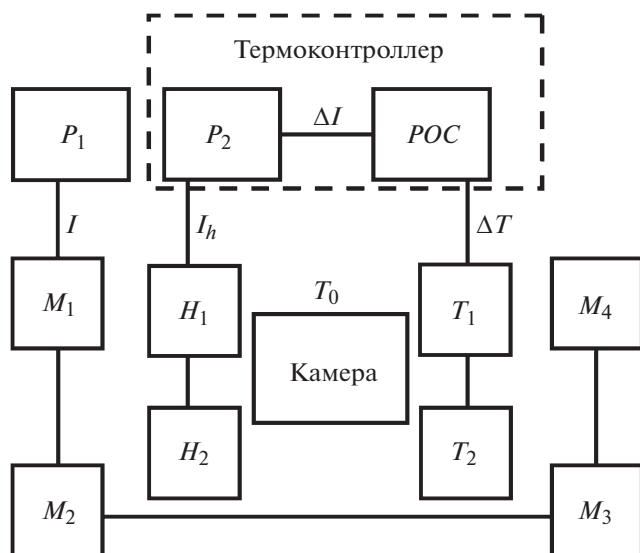 Термоконтроллер
P1
P2
ΔI
POC
I
Ih
ΔT
M1
H1
T0
T1
M4
Камера
M2
H2
T2
M3